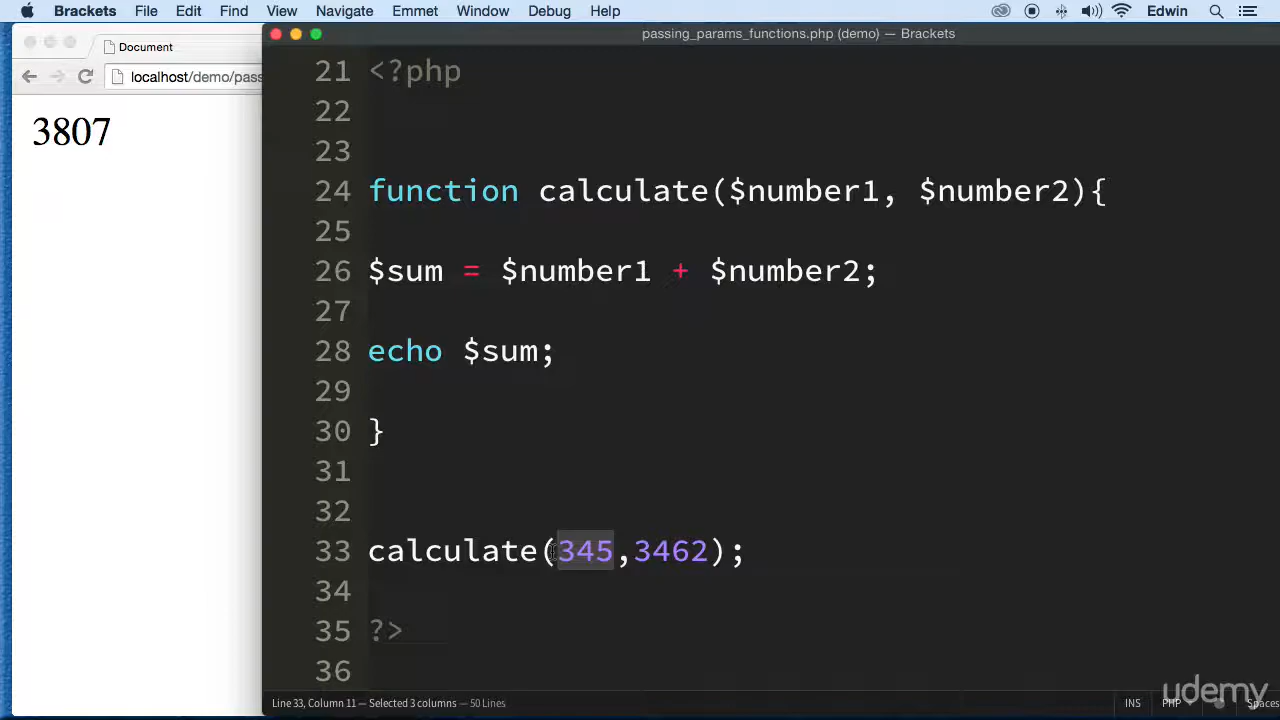 Brackets File Edit Find View Navigate Emmet Window Debug Help Edwin
Document
passing_params_functions.php (demo) — Brackets
localhost/demo/pass
3807
21 <?php
22
23
24 function calculate($number1, $number2){
25
26 $sum = $number1 + $number2;
27
28 echo $sum;
29
30 }
31
32
33 calculate(345,3462);
34
35 ?>
36
Line 33, Column 11 — Selected 3 columns — 50 Lines INS PHP Spaces
udemy